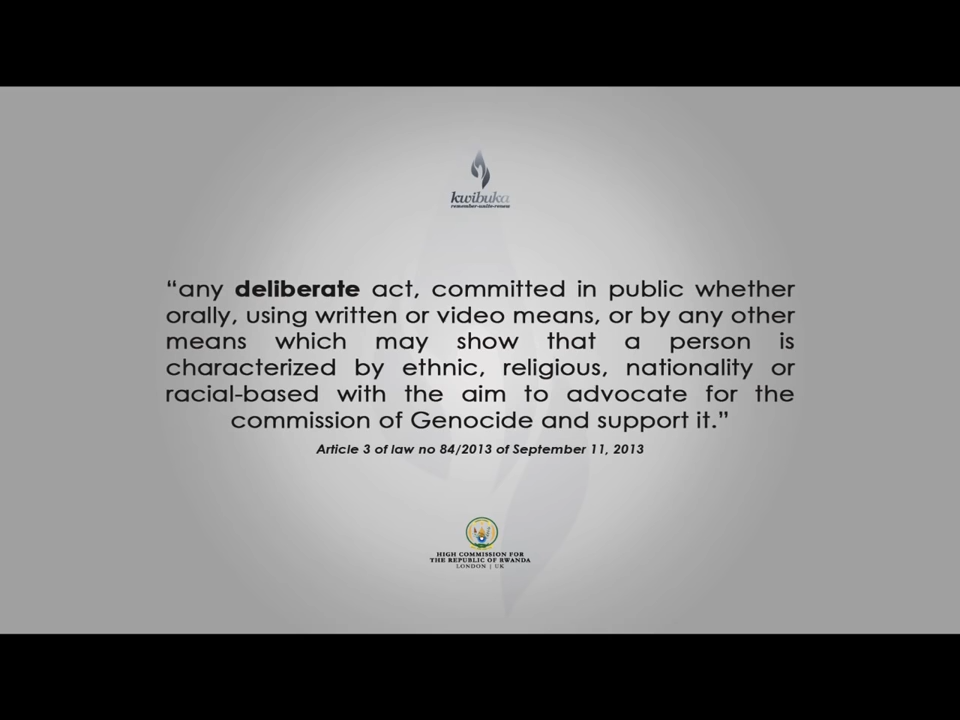 kwibuka
remember-unite-renew
“any deliberate act, committed in public whether
orally, using written or video means, or by any other
means which may show that a person is
characterized by ethnic, religious, nationality or
racial-based with the aim to advocate for the
commission of Genocide and support it.”
Article 3 of law no 84/2013 of September 11, 2013
HIGH COMMISSION FOR
THE REPUBLIC OF RWANDA
LONDON | UK